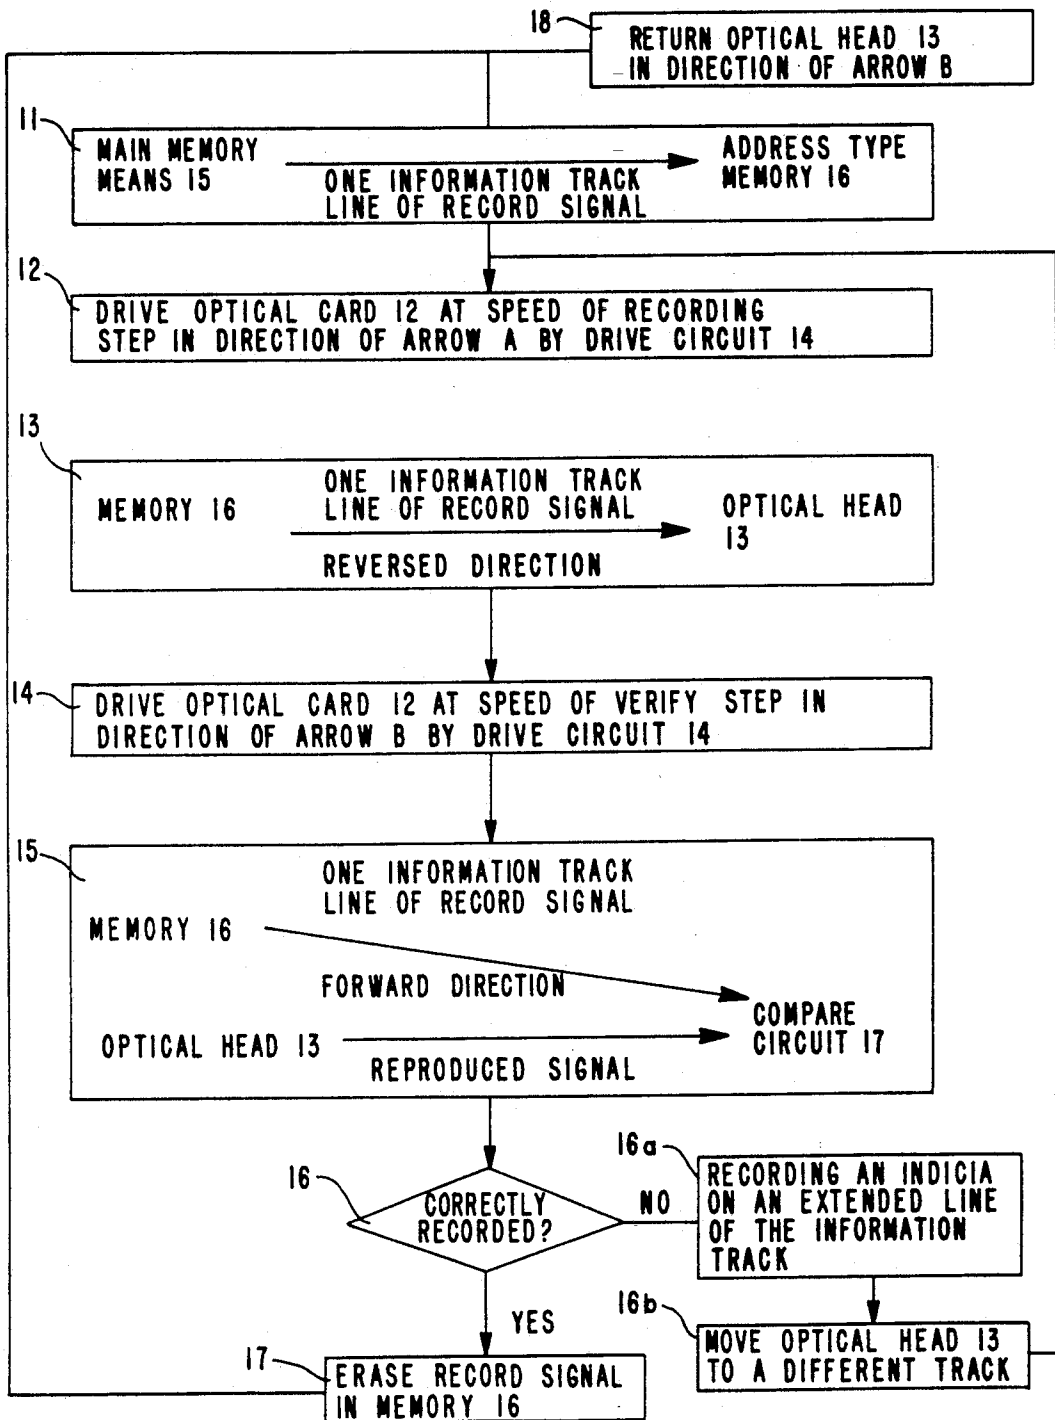 18
RETURN OPTICAL HEAD 13
IN DIRECTION OF ARROW B
11
MAIN MEMORY
MEANS 15
ONE INFORMATION TRACK
LINE OF RECORD SIGNAL
ADDRESS TYPE
MEMORY 16
12
DRIVE OPTICAL CARD 12 AT SPEED OF RECORDING
STEP IN DIRECTION OF ARROW A BY DRIVE CIRCUIT 14
13
MEMORY 16
ONE INFORMATION TRACK
LINE OF RECORD SIGNAL
REVERSED DIRECTION
OPTICAL HEAD
13
14
DRIVE OPTICAL CARD 12 AT SPEED OF VERIFY STEP IN
DIRECTION OF ARROW B BY DRIVE CIRCUIT 14
15
ONE INFORMATION TRACK
LINE OF RECORD SIGNAL
MEMORY 16
FORWARD DIRECTION
OPTICAL HEAD 13
REPRODUCED SIGNAL
COMPARE
CIRCUIT 17
16
CORRECTLY
RECORDED?
NO
YES
16a
RECORDING AN INDICIA
ON AN EXTENDED LINE
OF THE INFORMATION
TRACK
16b
MOVE OPTICAL HEAD 13
TO A DIFFERENT TRACK
17
ERASE RECORD SIGNAL
IN MEMORY 16